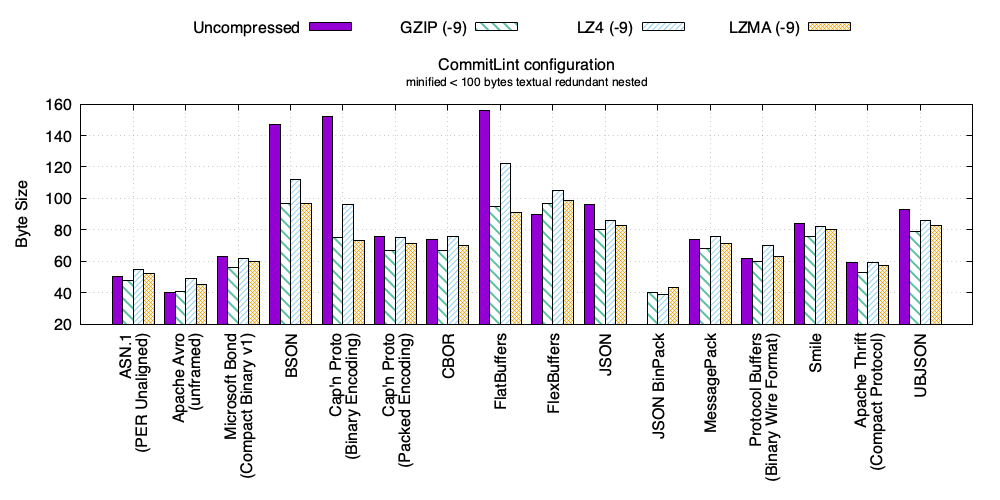 Uncompressed GZIP (-9) LZ4 (-9) LZMA (-9)
CommitLint configuration
minified < 100 bytes textual redundant nested
Byte Size
160
140
120
100
80
60
40
20
ASN.1
(PER Unaligned)
Apache Avro
(unframed)
Microsoft Bond
(Compact Binary v1)
BSON
Cap'n Proto
(Binary Encoding)
Cap'n Proto
(Packed Encoding)
CBOR
FlatBuffers
FlexBuffers
JSON
JSON BinPack
MessagePack
Protocol Buffers
(Binary Wire Format)
Smile
Apache Thrift
(Compact Protocol)
UBJSON